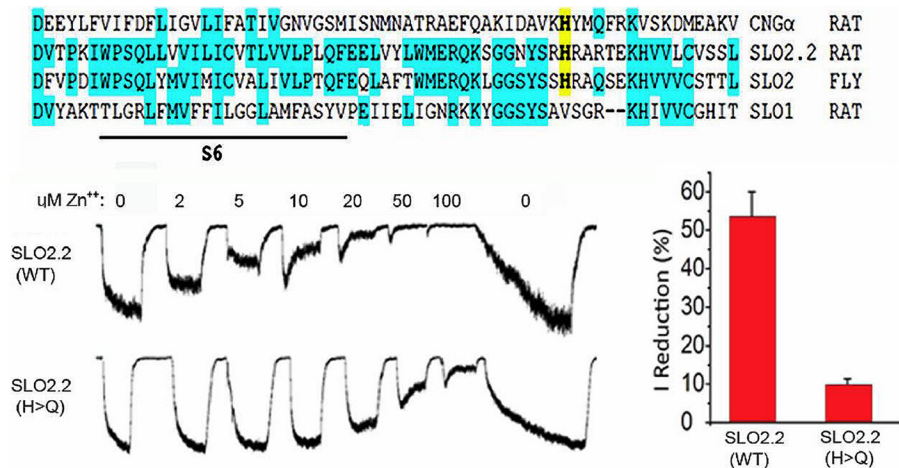 DEEYLFVIFDFLIGVLIFATIVGNVGSMISNMNATRAEFQAKIDAVKHYMQFRKVSKDMEAKV CNGα RAT
DVTPKIWPSQLLVVILICVTLVVLPLQFEELVYLWMERQKSGGNYSRHRARTEKHVVLCVSSL SLO2.2 RAT
DFVPDIWPSQLYMVIMICVALIVLPTQFEQLAFTWMERQKLGGSYSSHRAQSEKHVVVCSTTL SLO2 FLY
DVYAKTTLGRLFMVFFILGGLAMFASYVPEIIELIGNRKKYGGSYSAVSGR--KHIVVCGHIT SLO1 RAT
S6
µM Zn⁺⁺: 0 2 5 10 20 50 100 0
SLO2.2
(WT)
SLO2.2
(H>Q)
I Reduction (%)
60
50
40
30
20
10
0
SLO2.2
(WT)
SLO2.2
(H>Q)